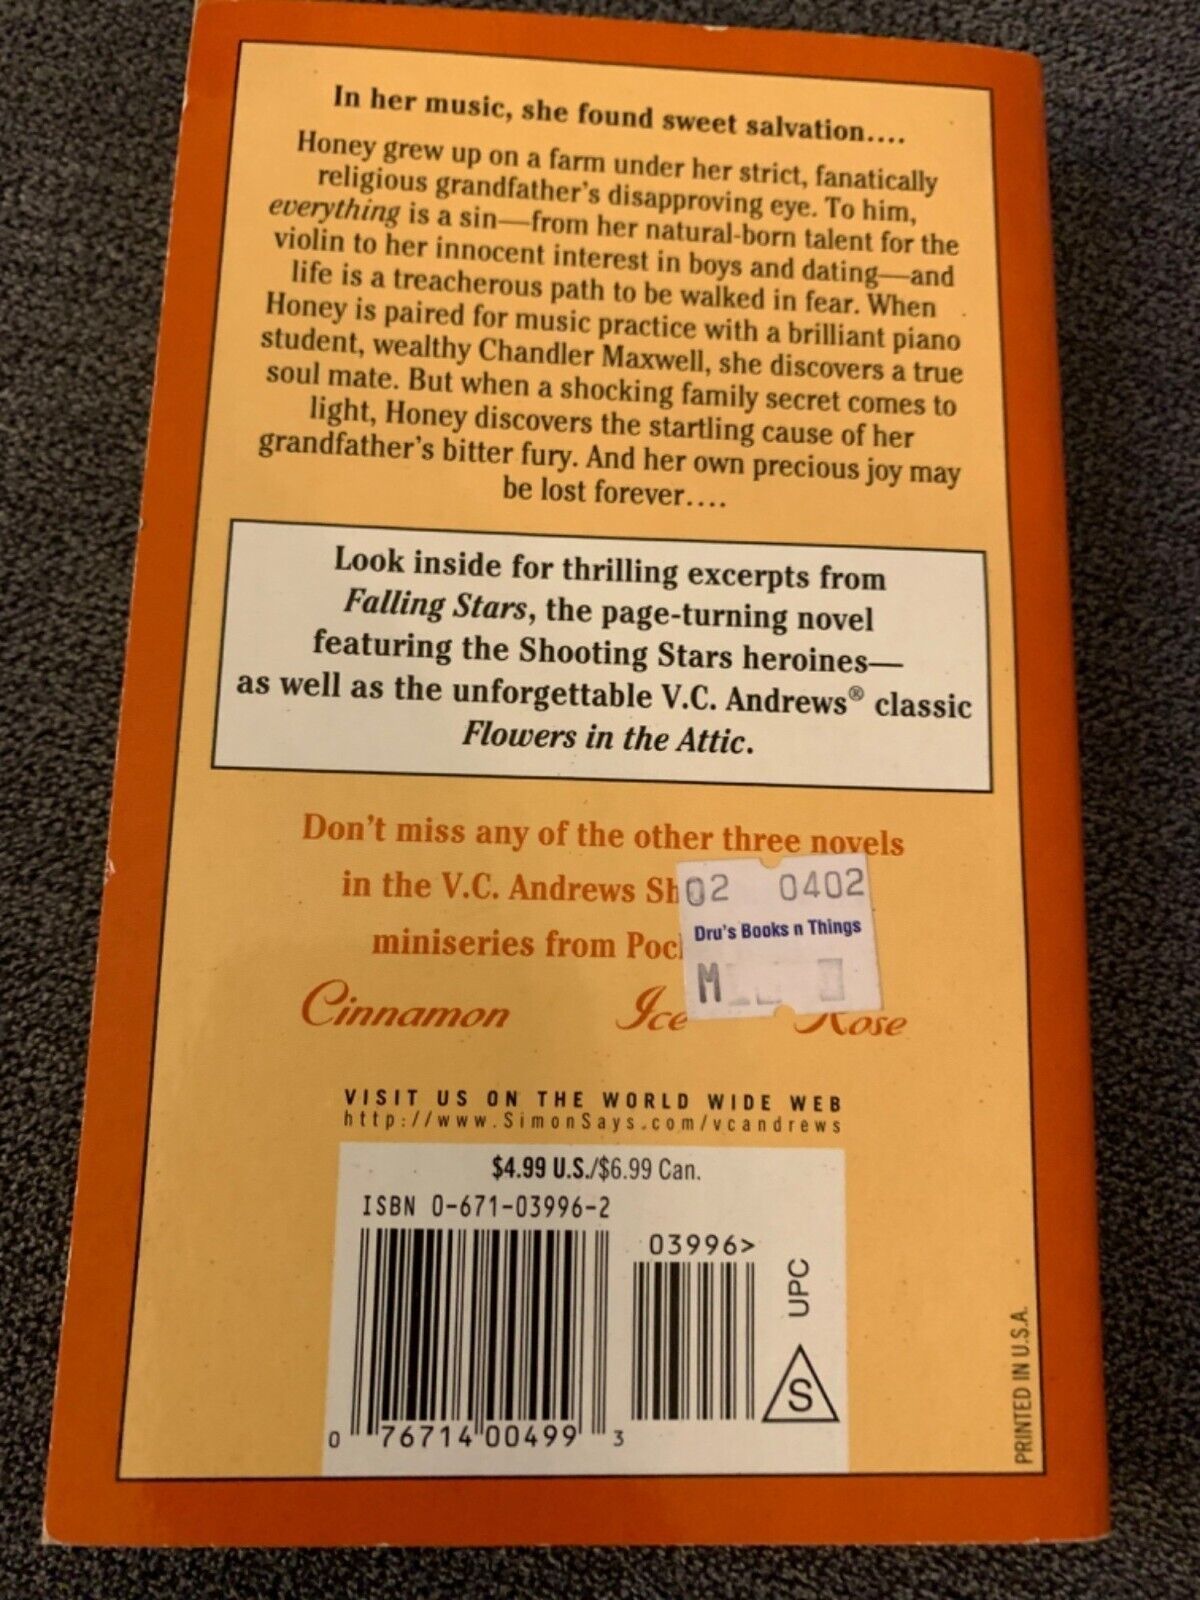 In her music, she found sweet salvation....
Honey grew up on a farm under her strict, fanatically
religious grandfather's disapproving eye. To him,
everything is a sin—from her natural-born talent for the
violin to her innocent interest in boys and dating—and
life is a treacherous path to be walked in fear. When
Honey is paired for music practice with a brilliant piano
student, wealthy Chandler Maxwell, she discovers a true
soul mate. But when a shocking family secret comes to
light, Honey discovers the startling cause of her
grandfather's bitter fury. And her own precious joy may
be lost forever....
Look inside for thrilling excerpts from
Falling Stars, the page-turning novel
featuring the Shooting Stars heroines—
as well as the unforgettable V.C. Andrews® classic
Flowers in the Attic.
Don't miss any of the other three novels
in the V.C. Andrews Sh
miniseries from Poc
02 0402
Dru's Books n Things
M
Cinnamon Ice Rose
VISIT US ON THE WORLD WIDE WEB
http://www.SimonSays.com/vcandrews
$4.99 U.S./$6.99 Can.
ISBN 0-671-03996-2
03996>
0 76714 00499 3
UPC
S
PRINTED IN U.S.A.